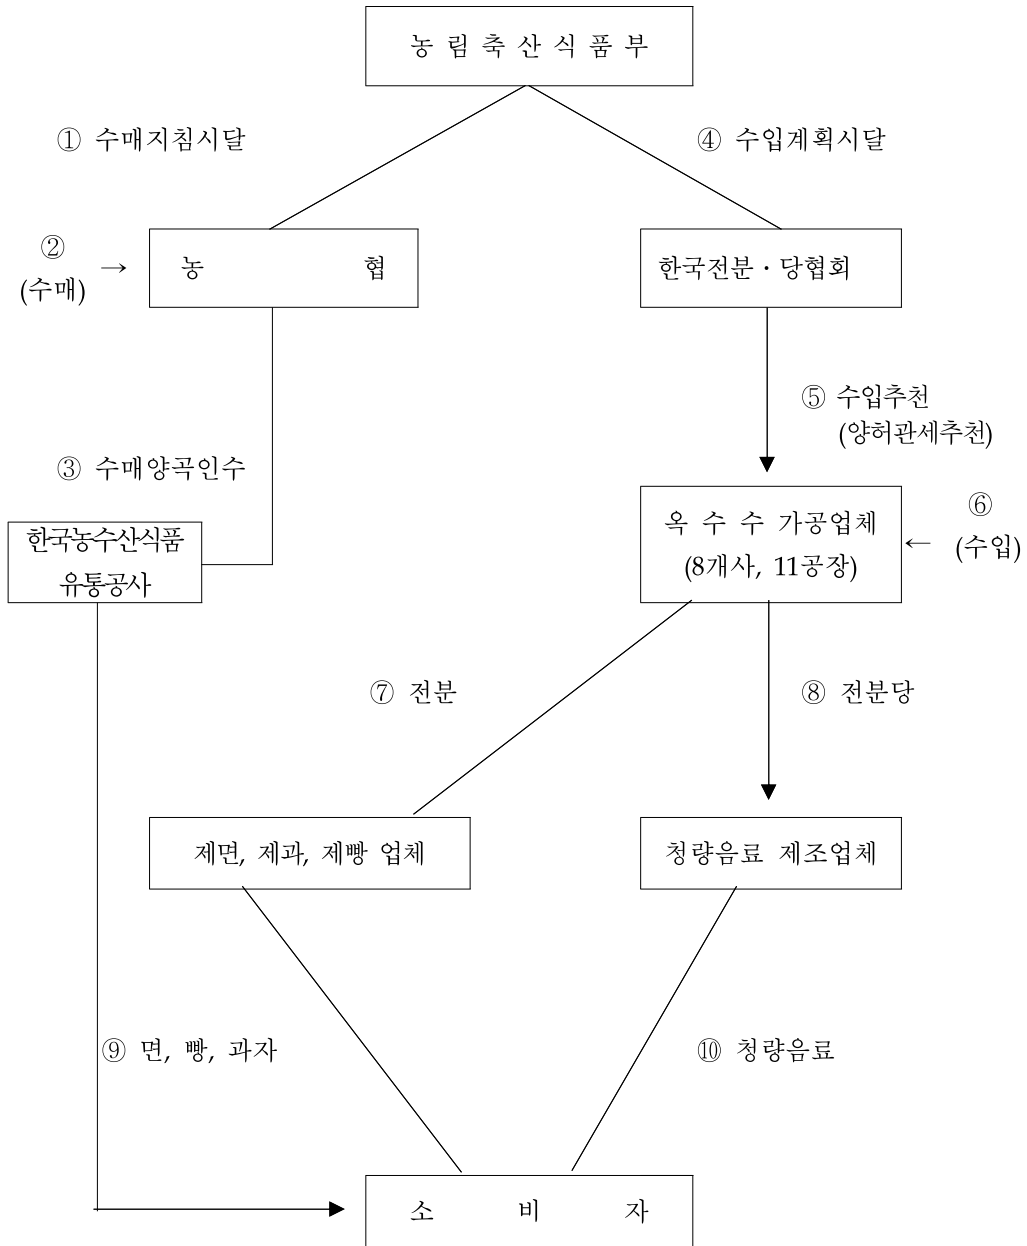 농 림 축 산 식 품 부
① 수매지침시달
④ 수입계획시달
②
(수매)
→
농 협
한국전분·당협회
⑤ 수입추천
(양허관세추천)
③ 수매양곡인수
한국농수산식품
유통공사
옥 수 수 가공업체
(8개사, 11공장)
←
⑥
(수입)
⑦ 전분
⑧ 전분당
제면, 제과, 제빵 업체
청량음료 제조업체
⑨ 면, 빵, 과자
⑩ 청량음료
소 비 자